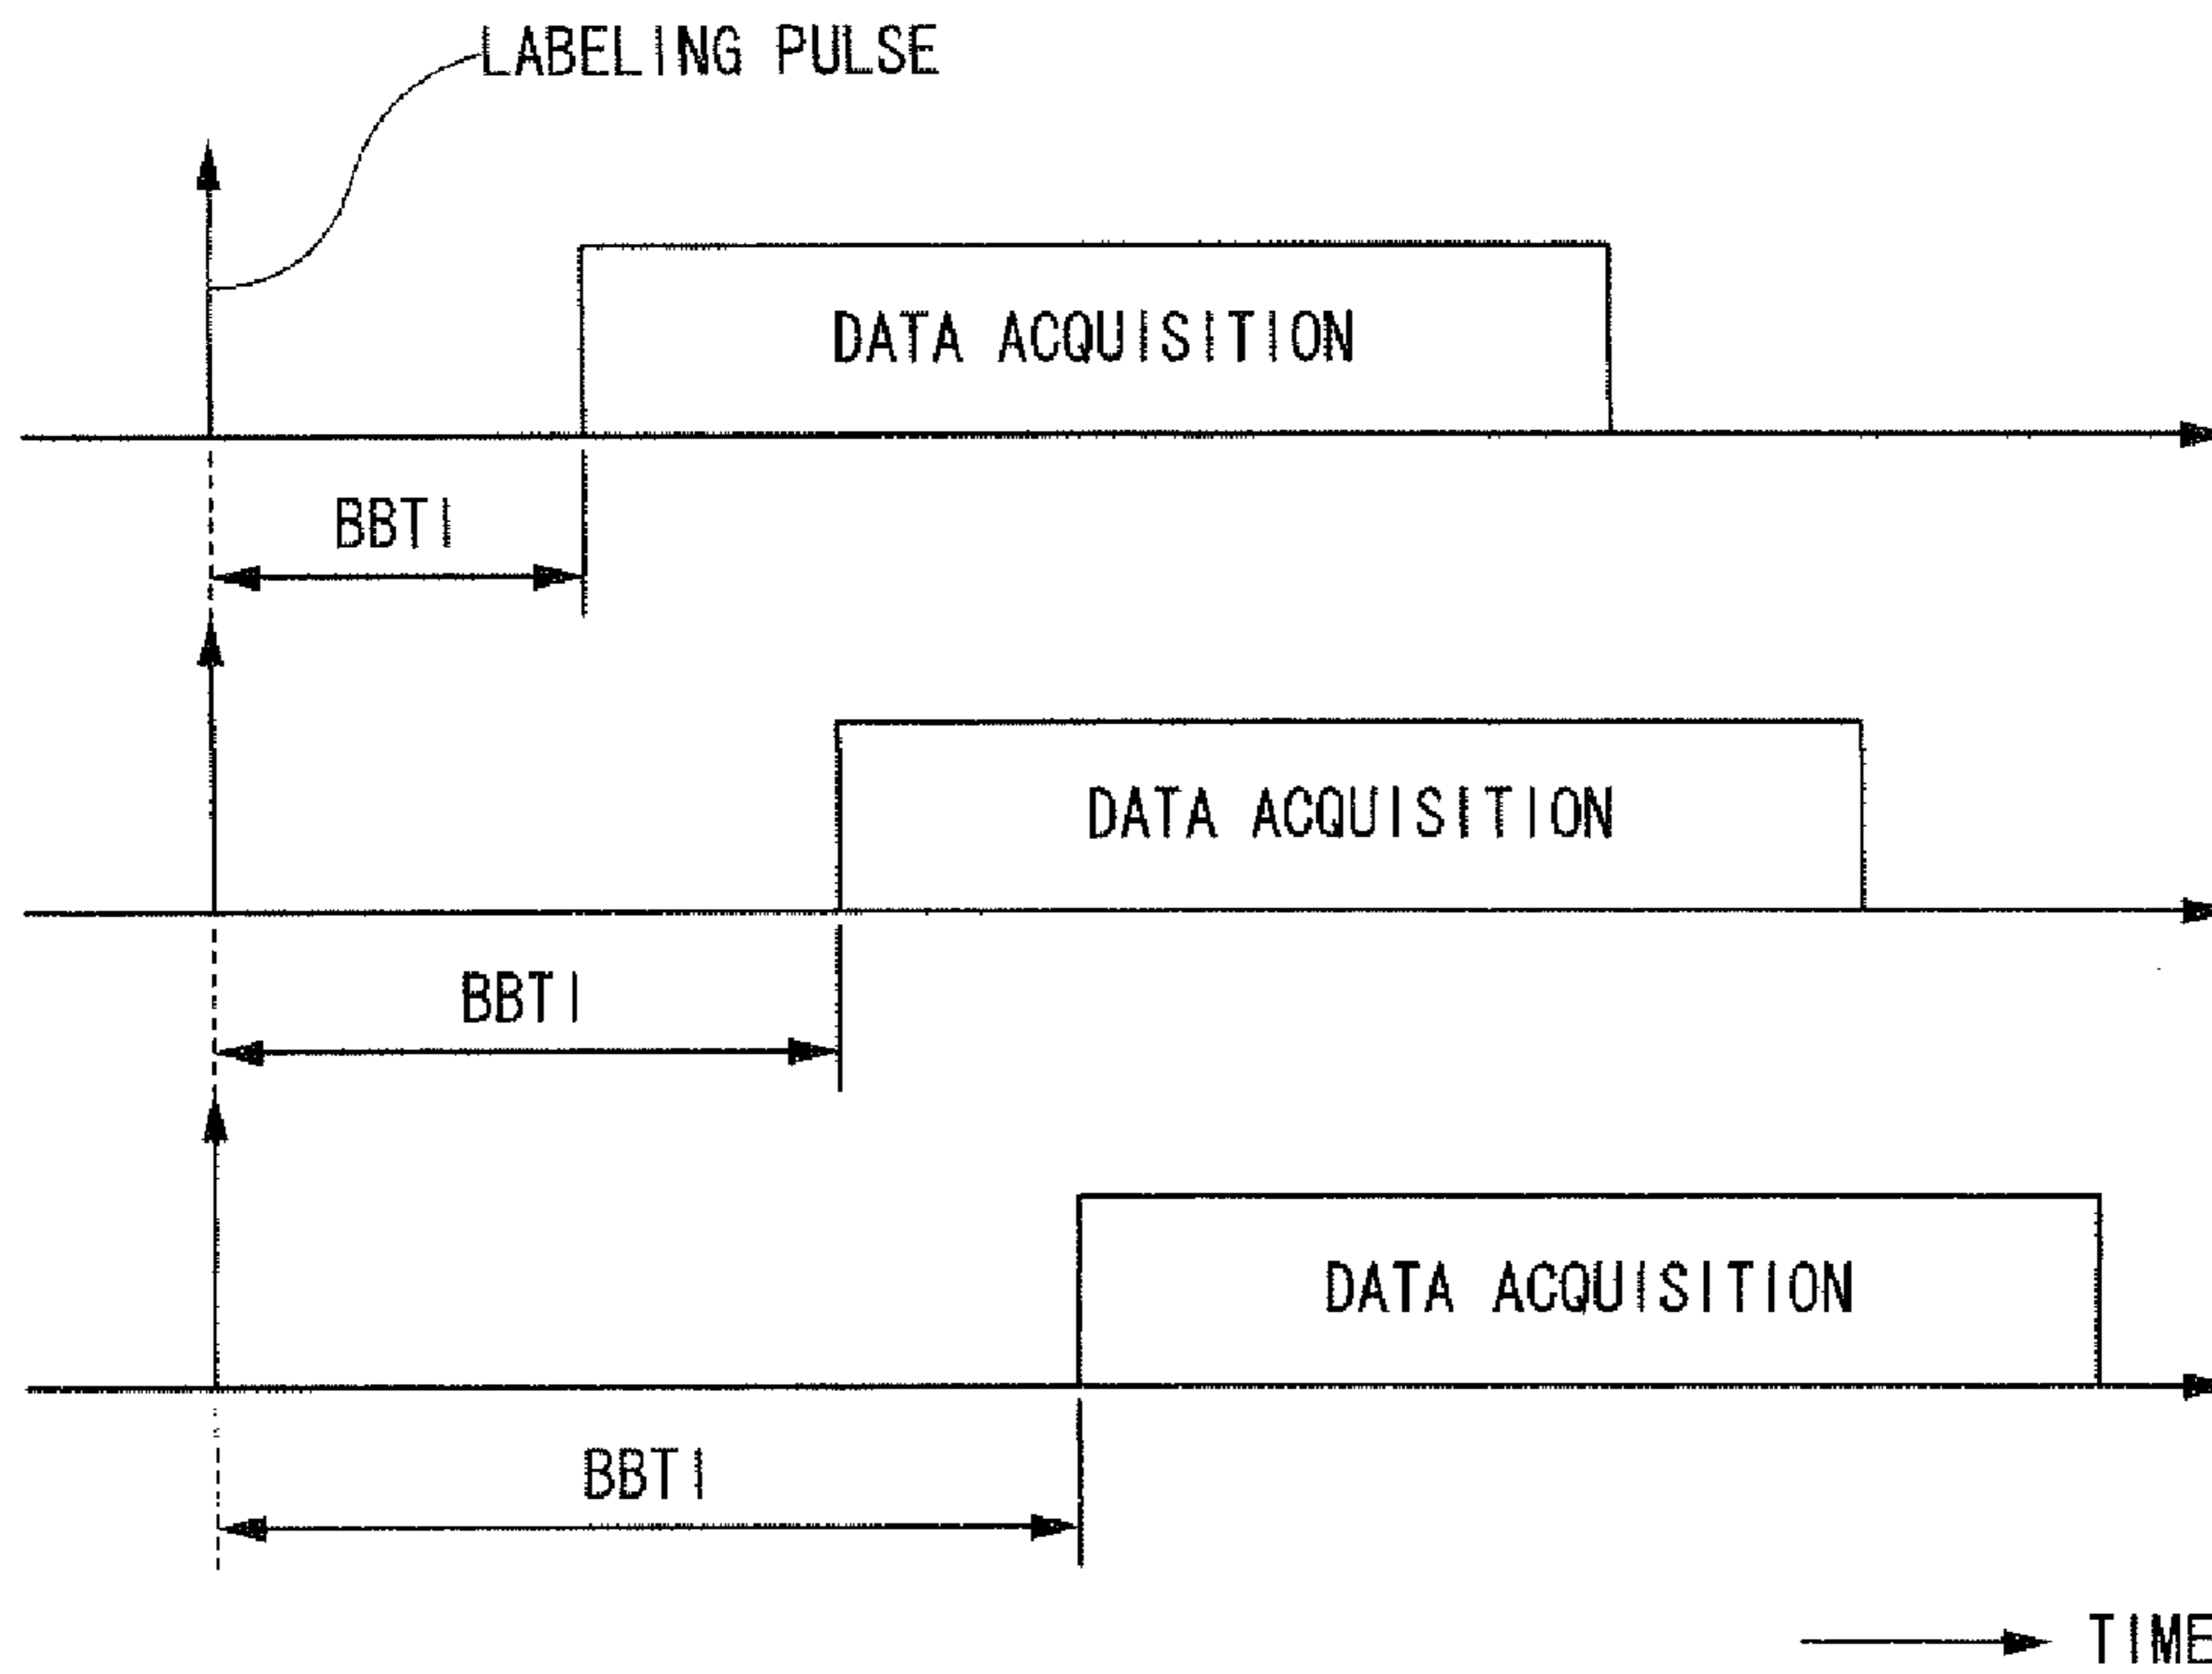 LABELING PULSE
DATA ACQUISITION
BBTI
DATA ACQUISITION
BBTI
DATA ACQUISITION
BBTI
TIME